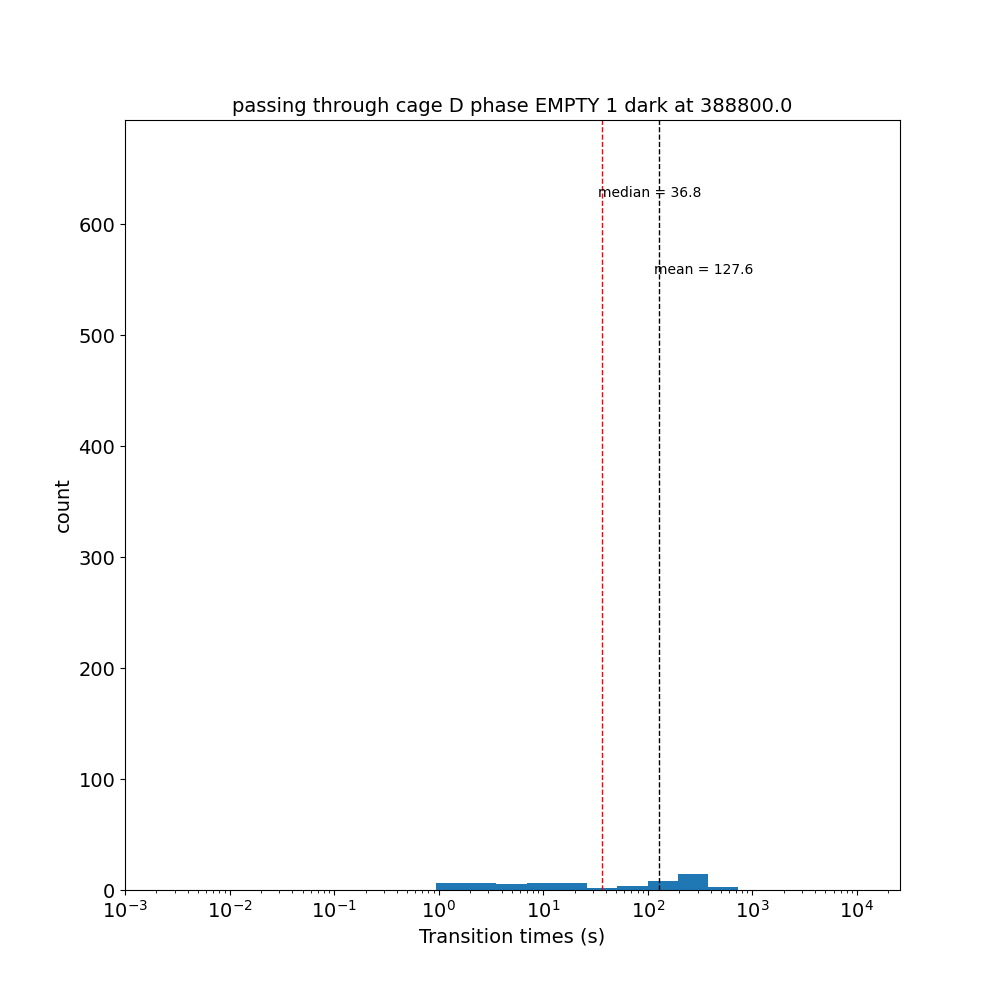 passing through cage D phase EMPTY 1 dark at 388800.0
median = 36.8
mean = 127.6
600
500
400
300
200
100
0
count
10⁻³ 10⁻² 10⁻¹ 10⁰ 10¹ 10² 10³ 10⁴
Transition times (s)